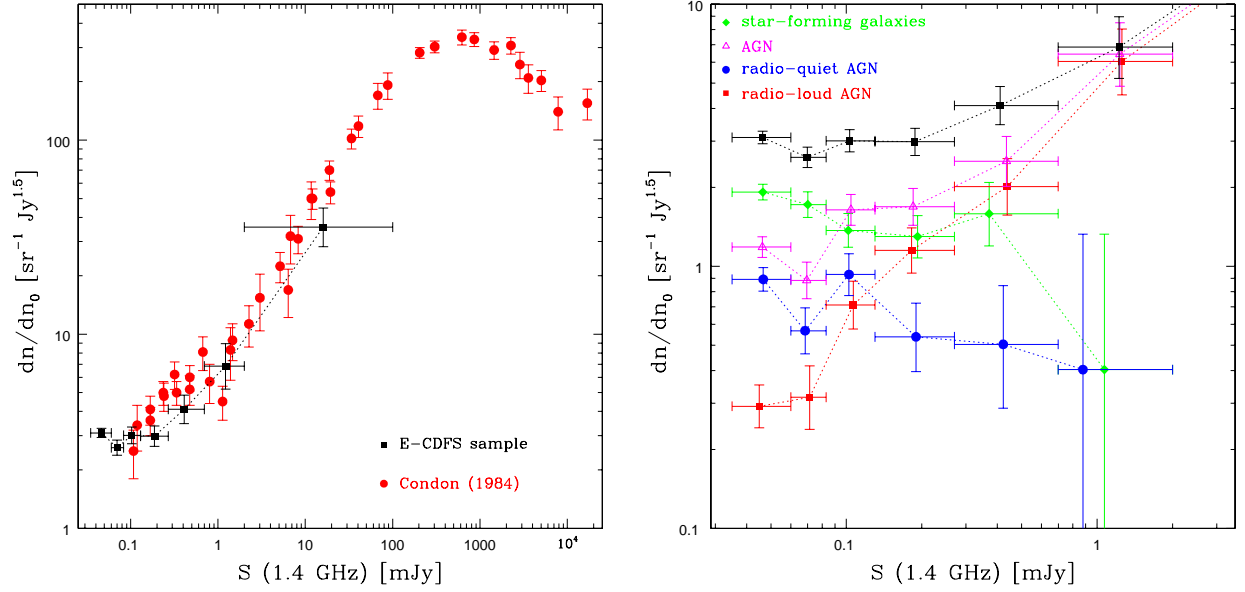 dn/dn₀ [sr⁻¹ Jy¹·⁵]
100
10
1
E-CDFS sample
Condon (1984)
0.1 1 10 100 1000 10⁴
S (1.4 GHz) [mJy]
dn/dn₀ [sr⁻¹ Jy¹·⁵]
10
1
0.1
star-forming galaxies
AGN
radio-quiet AGN
radio-loud AGN
0.1 1
S (1.4 GHz) [mJy]